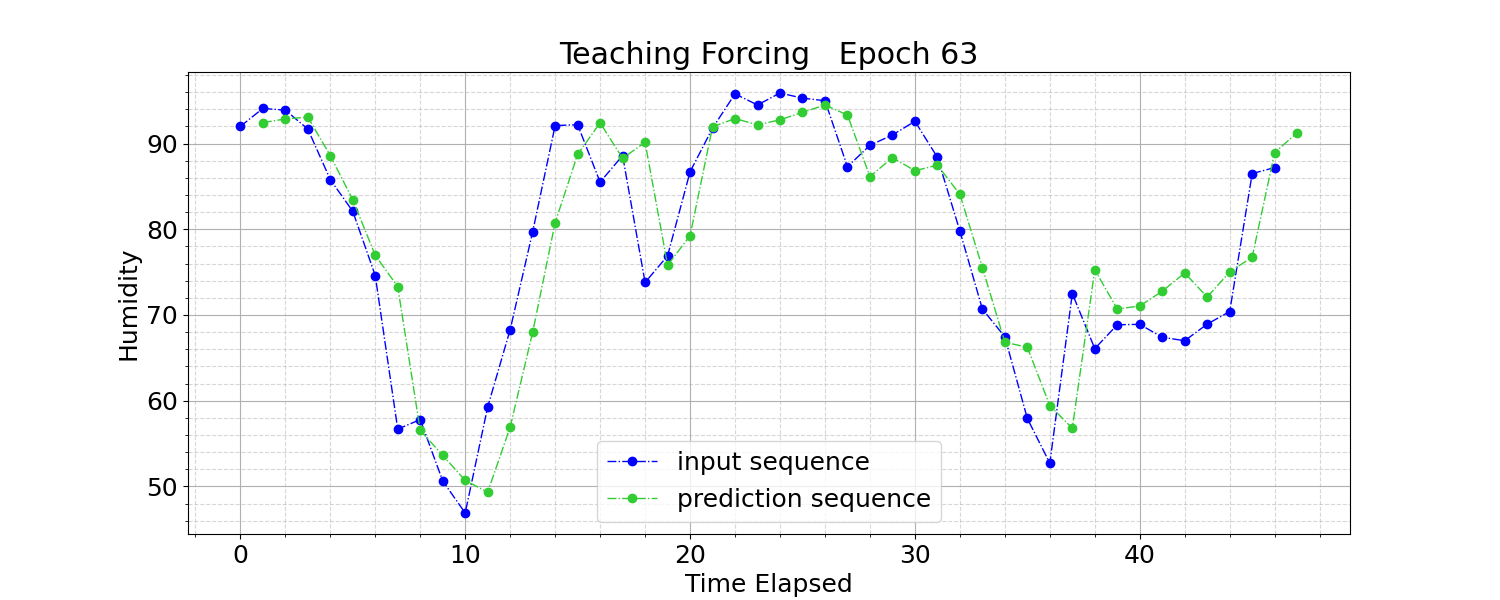 Teaching Forcing   Epoch 63
Humidity
90
80
70
60
50
input sequence
prediction sequence
0 10 20 30 40
Time Elapsed